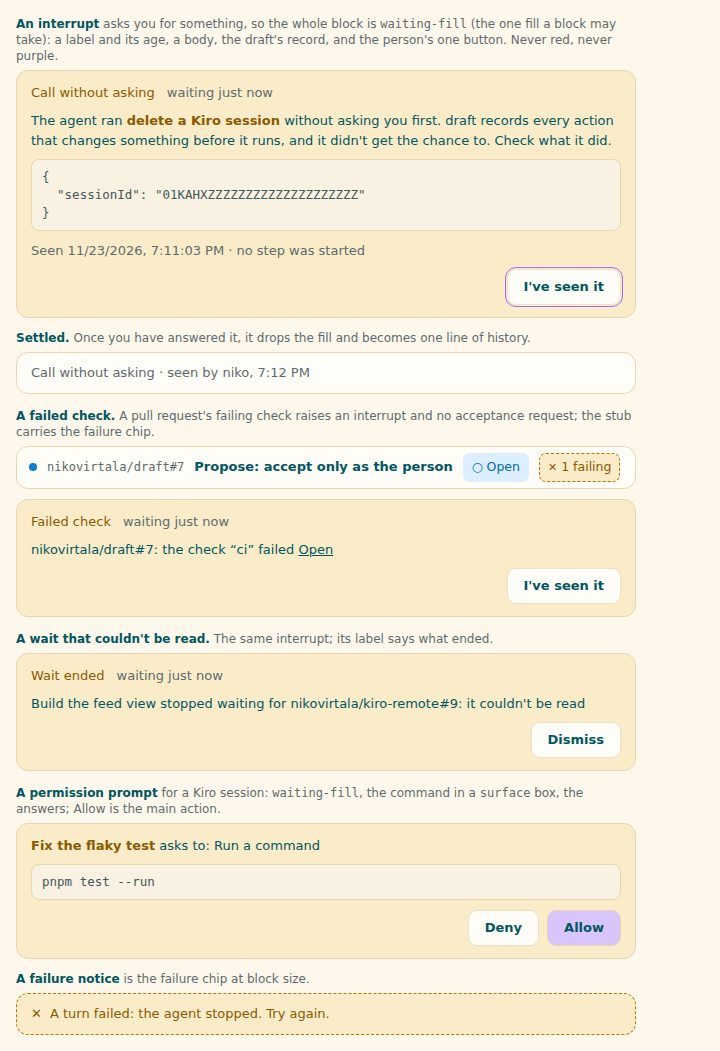 An interrupt asks you for something, so the whole block is waiting-fill (the one fill a block may
take): a label and its age, a body, the draft's record, and the person's one button. Never red, never
purple.
Call without asking waiting just now
The agent ran delete a Kiro session without asking you first. draft records every action
that changes something before it runs, and it didn't get the chance to. Check what it did.
{
"sessionId": "01KAHXZZZZZZZZZZZZZZZZZZZZ"
}
Seen 11/23/2026, 7:11:03 PM · no step was started
I've seen it
Settled. Once you have answered it, it drops the fill and becomes one line of history.
Call without asking · seen by niko, 7:12 PM
A failed check. A pull request's failing check raises an interrupt and no acceptance request; the stub
carries the failure chip.
nikovirtala/draft#7 Propose: accept only as the person ○ Open × 1 failing
Failed check waiting just now
nikovirtala/draft#7: the check “ci” failed Open
I've seen it
A wait that couldn't be read. The same interrupt; its label says what ended.
Wait ended waiting just now
Build the feed view stopped waiting for nikovirtala/kiro-remote#9: it couldn't be read
Dismiss
A permission prompt for a Kiro session: waiting-fill, the command in a surface box, the
answers; Allow is the main action.
Fix the flaky test asks to: Run a command
pnpm test --run
Deny Allow
A failure notice is the failure chip at block size.
× A turn failed: the agent stopped. Try again.